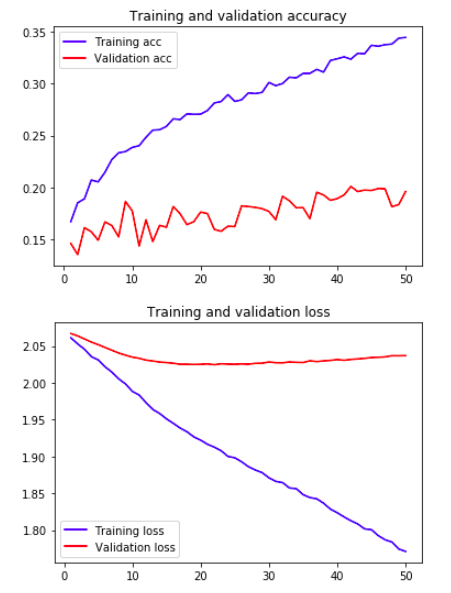 Training and validation accuracy
0.35
Training acc
Validation acc
0.30
0.25
0.20
0.15
0 10 20 30 40 50
Training and validation loss
2.05
2.00
1.95
1.90
1.85
1.80
Training loss
Validation loss
0 10 20 30 40 50